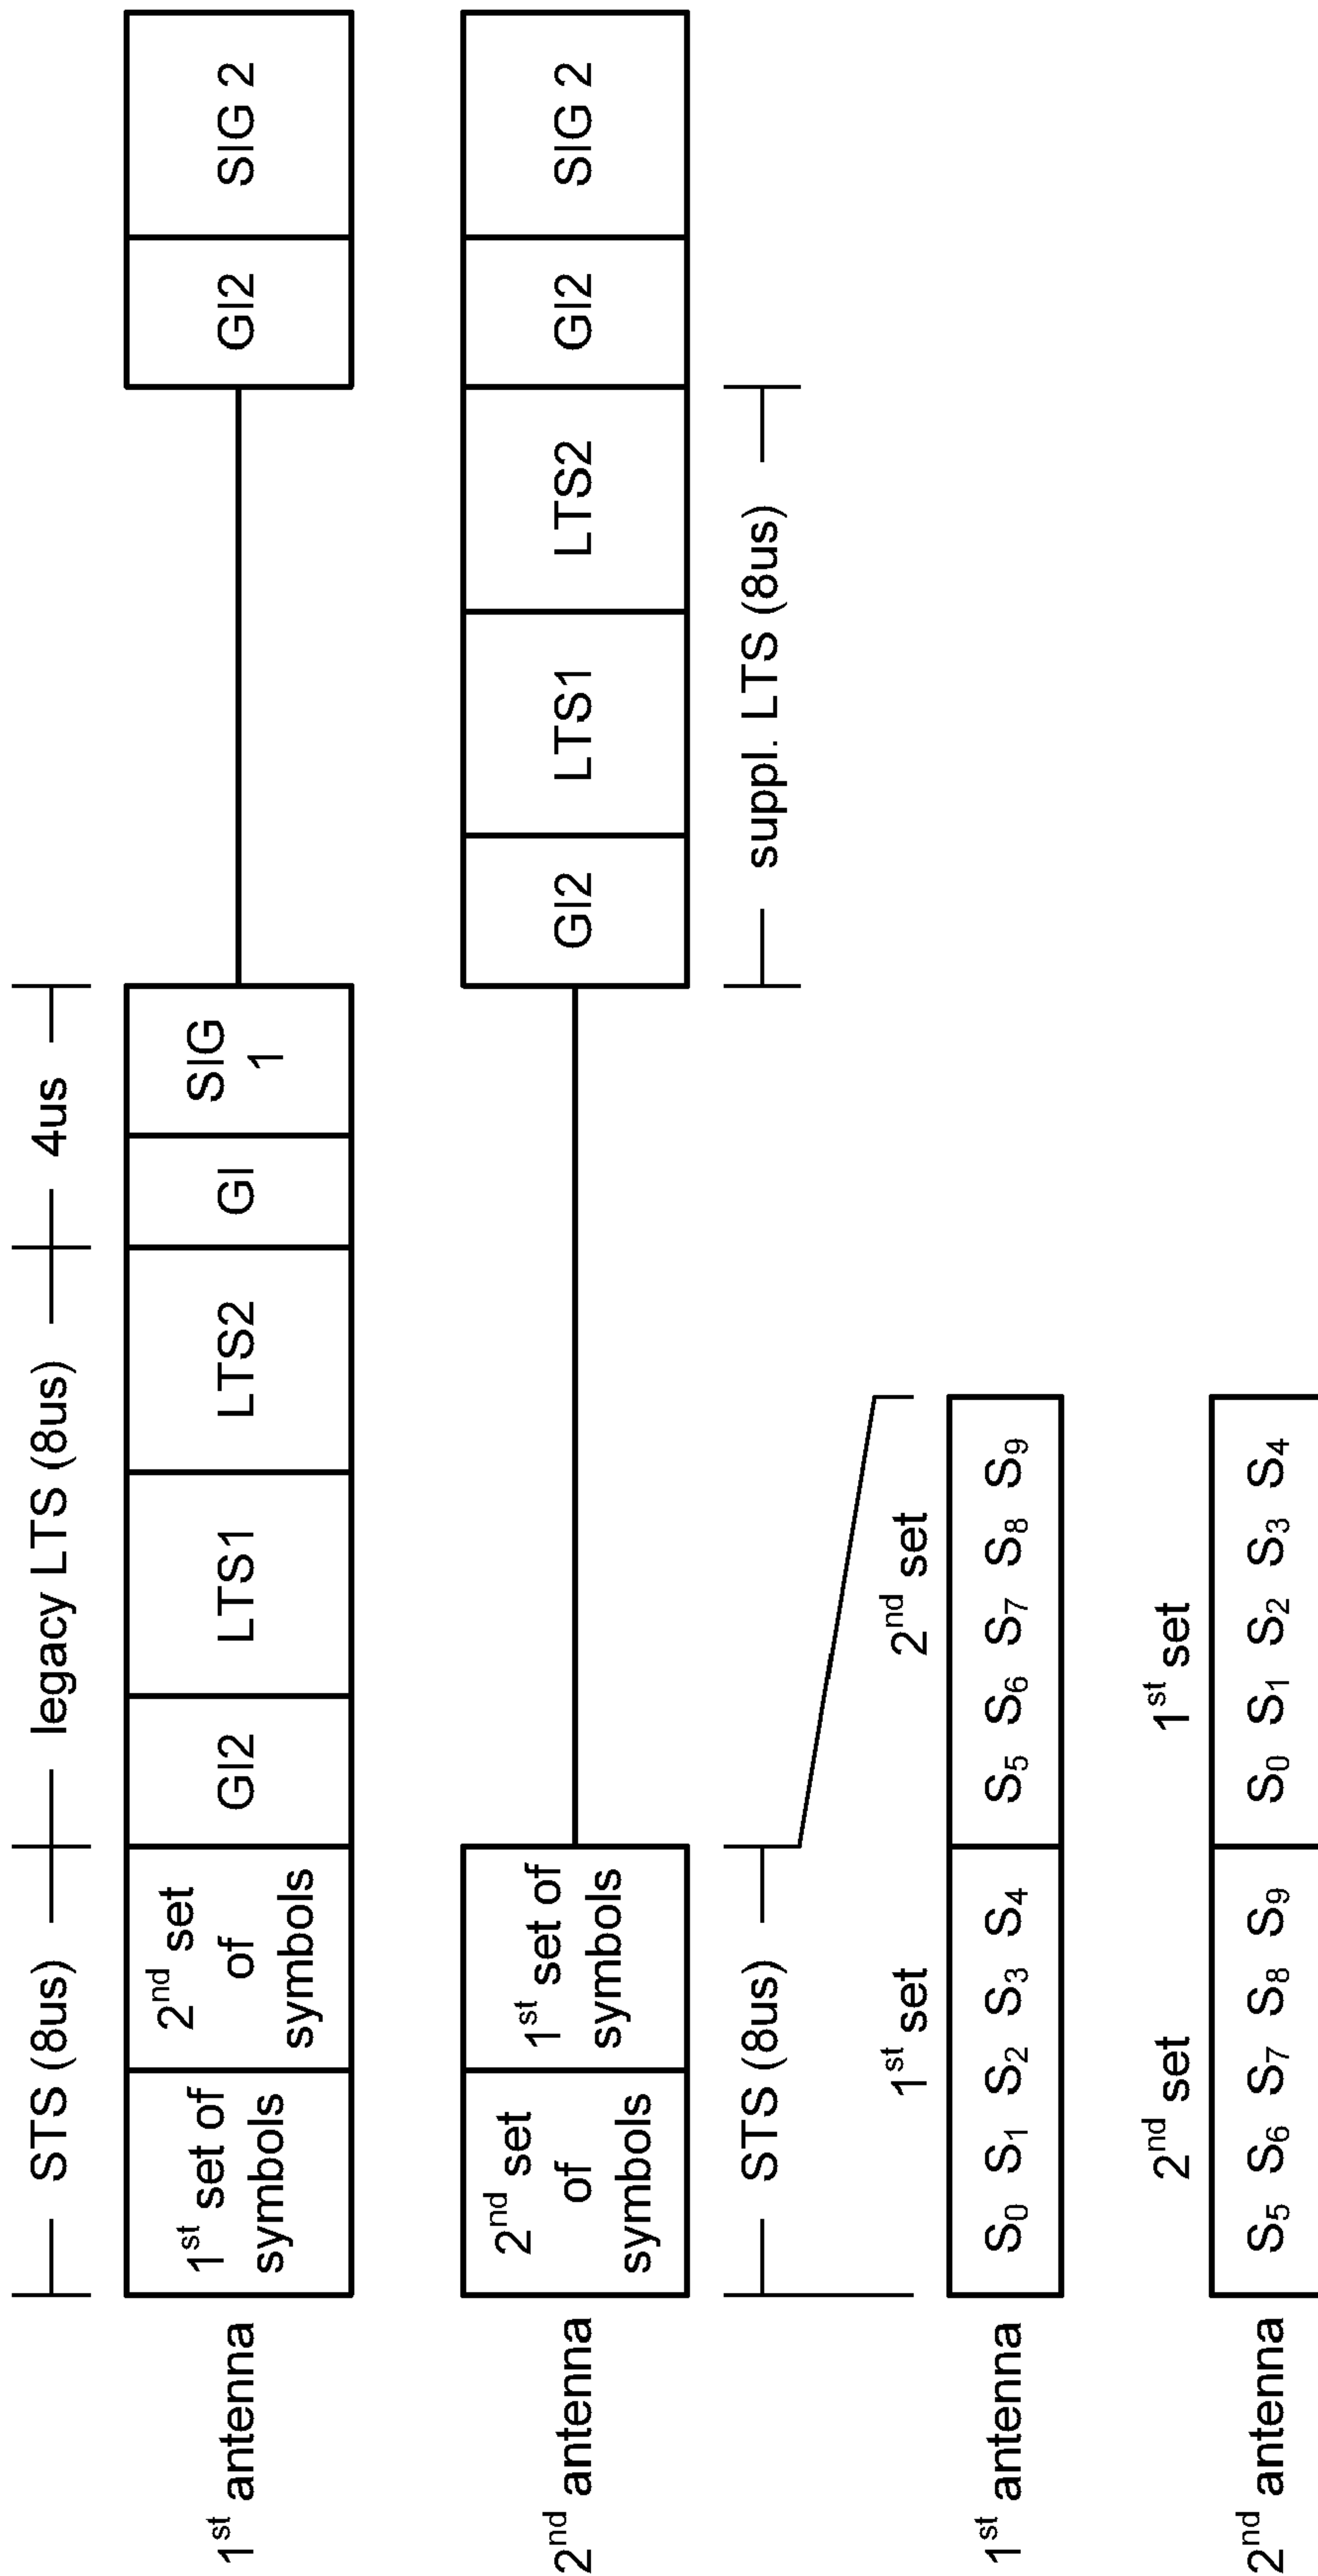 STS (8us)
legacy LTS (8us)
4us
1st antenna
1st set of
symbols
2nd set
of
symbols
GI2
LTS1
LTS2
GI
SIG
1
GI2
SIG 2
2nd antenna
2nd set
of
symbols
1st set of
symbols
GI2
LTS1
LTS2
GI2
SIG 2
STS (8us)
suppl. LTS (8us)
1st set
2nd set
1st antenna
S0 S1 S2 S3 S4
S5 S6 S7 S8 S9
2nd set
1st set
2nd antenna
S5 S6 S7 S8 S9
S0 S1 S2 S3 S4